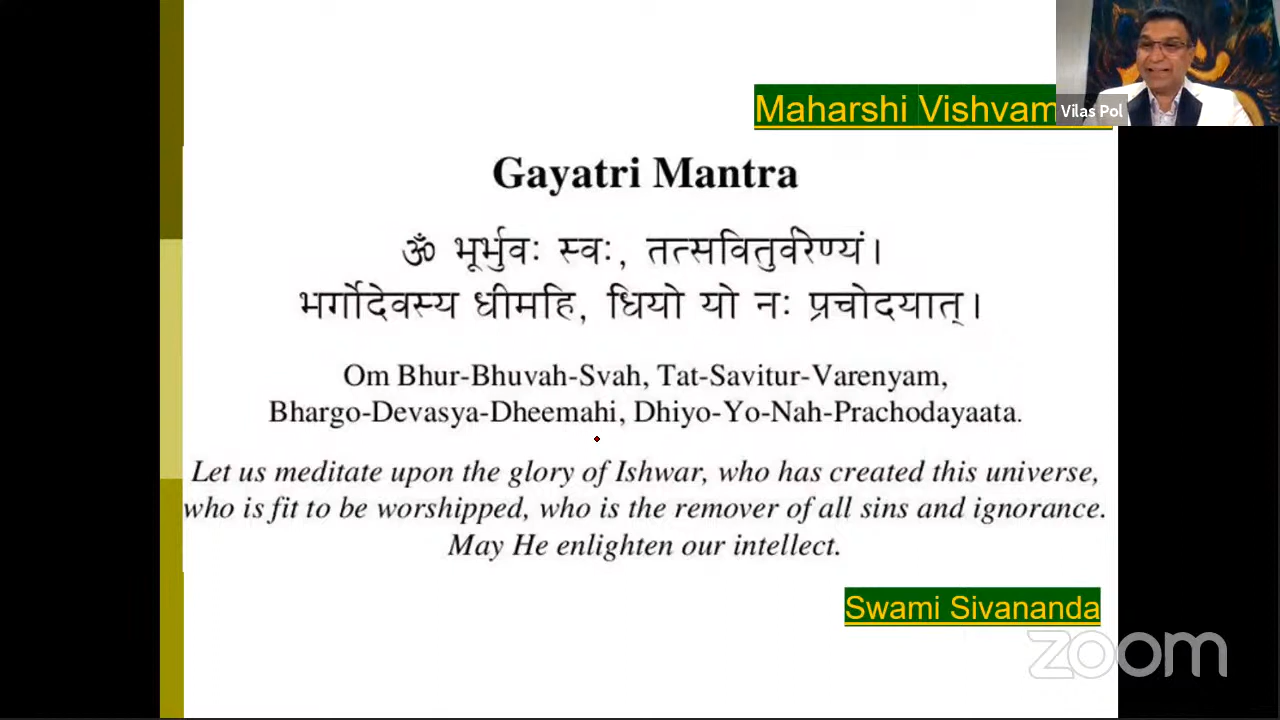 Maharshi
Vilas Pol
Gayatri Mantra
ॐ भूर्भुवः स्वः, तत्सवितुर्वरेण्यं।
भर्गोदेवस्य धीमहि, धियो यो नः प्रचोदयात्।
Om Bhur-Bhuvah-Svah, Tat-Savitur-Varenyam,
Bhargo-Devasya-Dheemahi, Dhiyo-Yo-Nah-Prachodayaata.
Let us meditate upon the glory of Ishwar, who has created this universe,
who is fit to be worshipped, who is the remover of all sins and ignorance.
May He enlighten our intellect.
Swami Sivananda
zoom